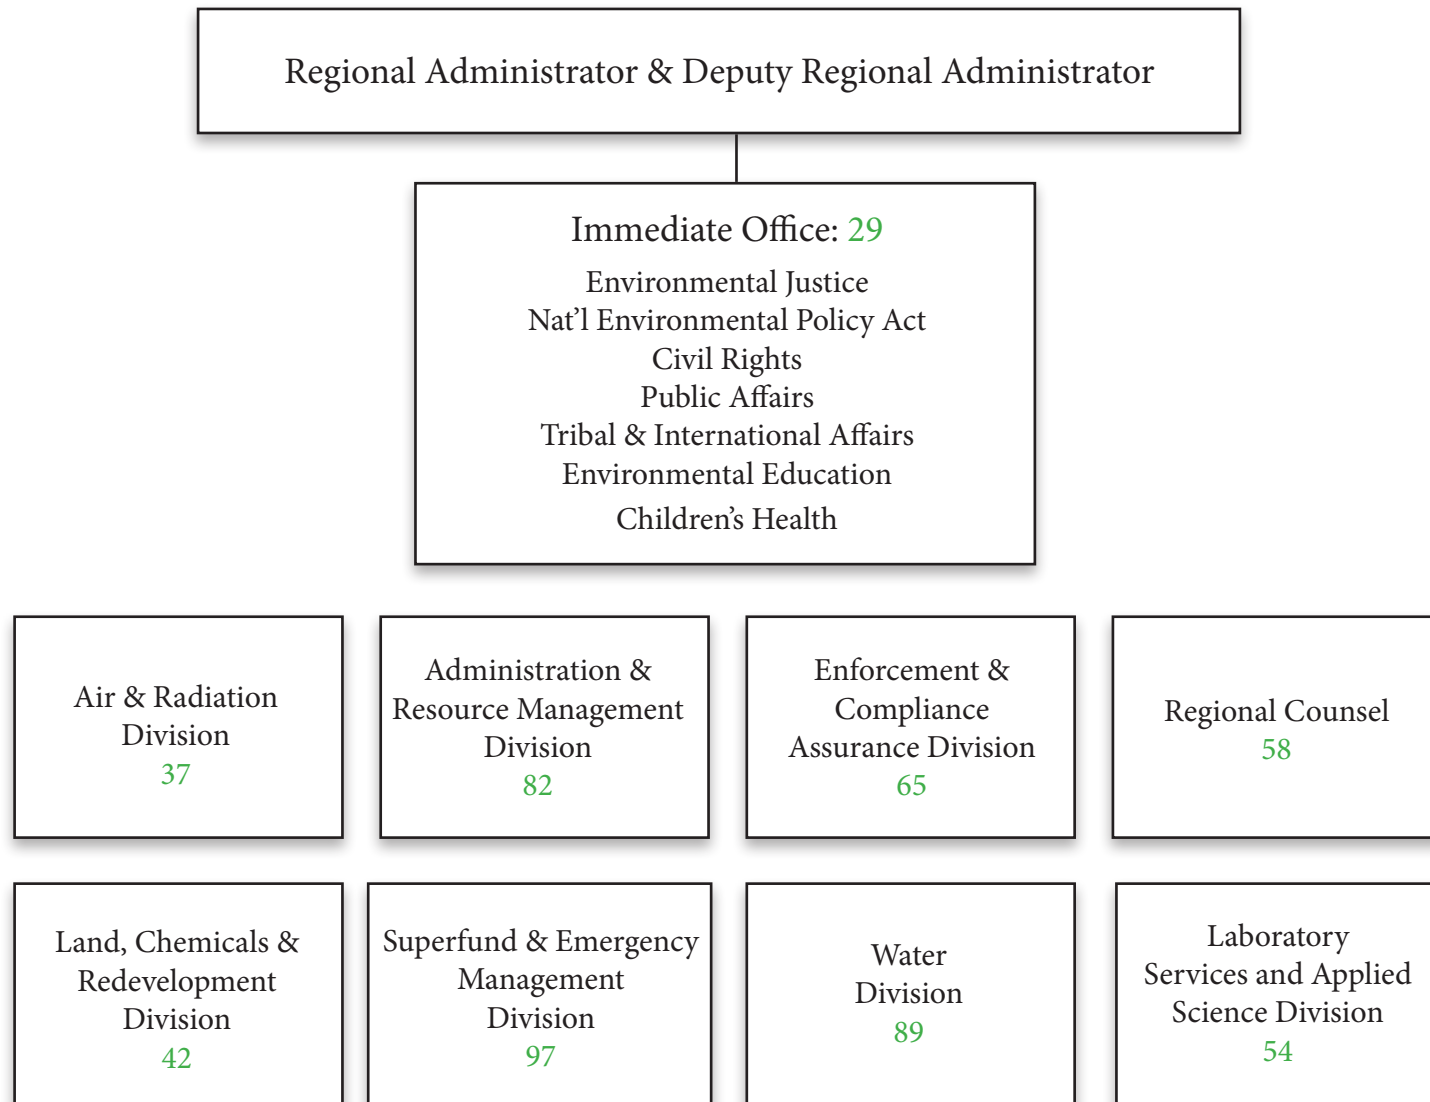 Regional Administrator & Deputy Regional Administrator
Immediate Office: 29
Environmental Justice
Nat’l Environmental Policy Act
Civil Rights
Public Affairs
Tribal & International Affairs
Environmental Education
Children’s Health
Air & Radiation
Division
37
Administration &
Resource Management
Division
82
Enforcement &
Compliance
Assurance Division
65
Regional Counsel
58
Land, Chemicals &
Redevelopment
Division
42
Superfund & Emergency
Management
Division
97
Water
Division
89
Laboratory
Services and Applied
Science Division
54